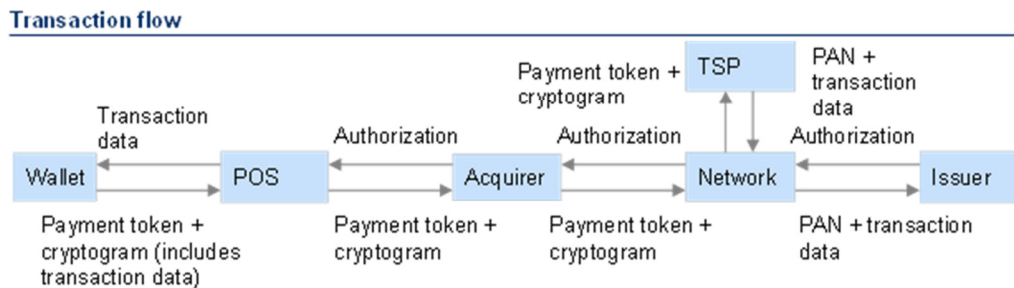 Transaction flow
TSP
Payment token +
cryptogram
PAN +
transaction
data
Transaction
data
Authorization
Authorization
Authorization
Wallet
POS
Acquirer
Network
Issuer
Payment token +
cryptogram (includes
transaction data)
Payment token +
cryptogram
Payment token +
cryptogram
PAN + transaction
data